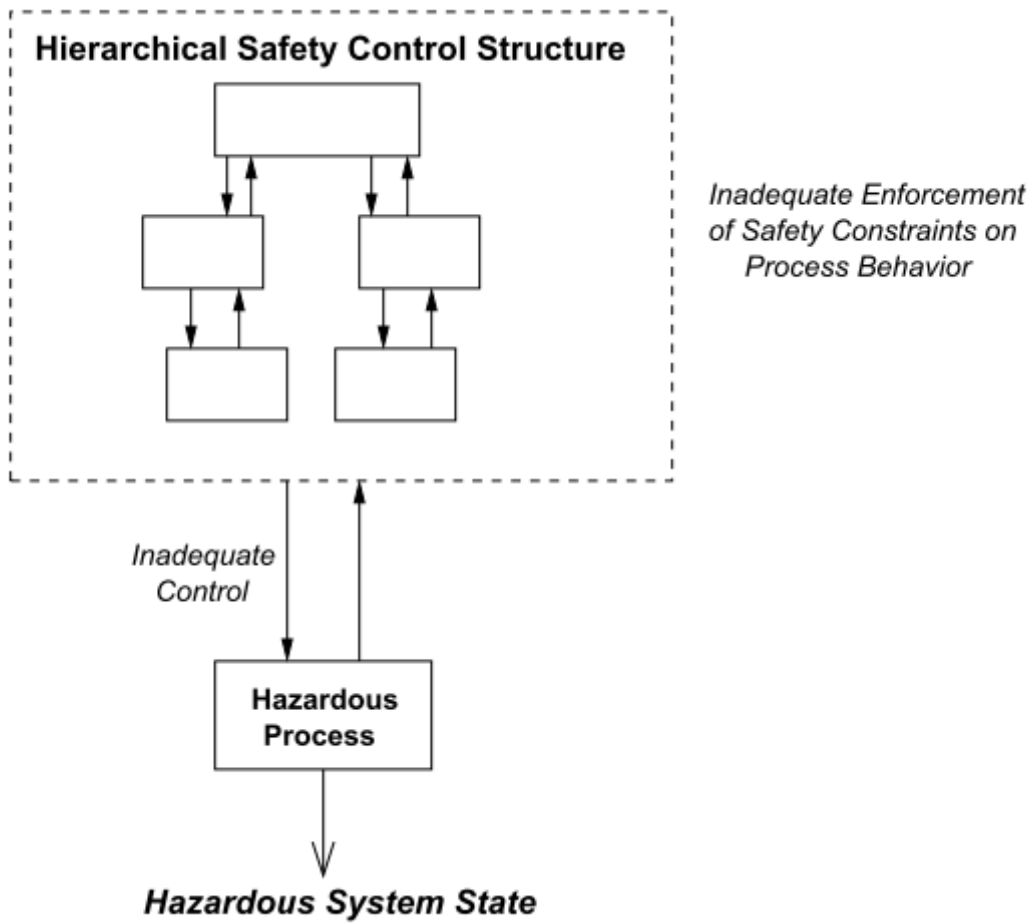 Hierarchical Safety Control Structure
Inadequate Enforcement
of Safety Constraints on
Process Behavior
Inadequate
Control
Hazardous
Process
Hazardous System State